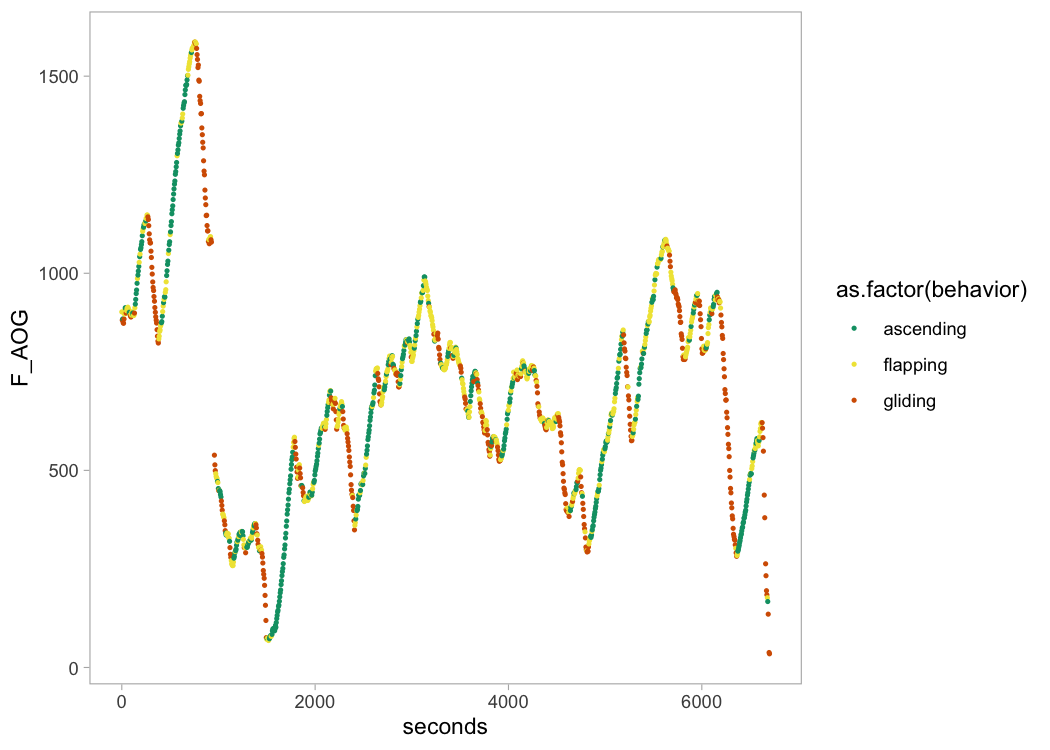 F_AOG
1500
1000
500
0
0 2000 4000 6000
seconds
as.factor(behavior)
ascending
flapping
gliding